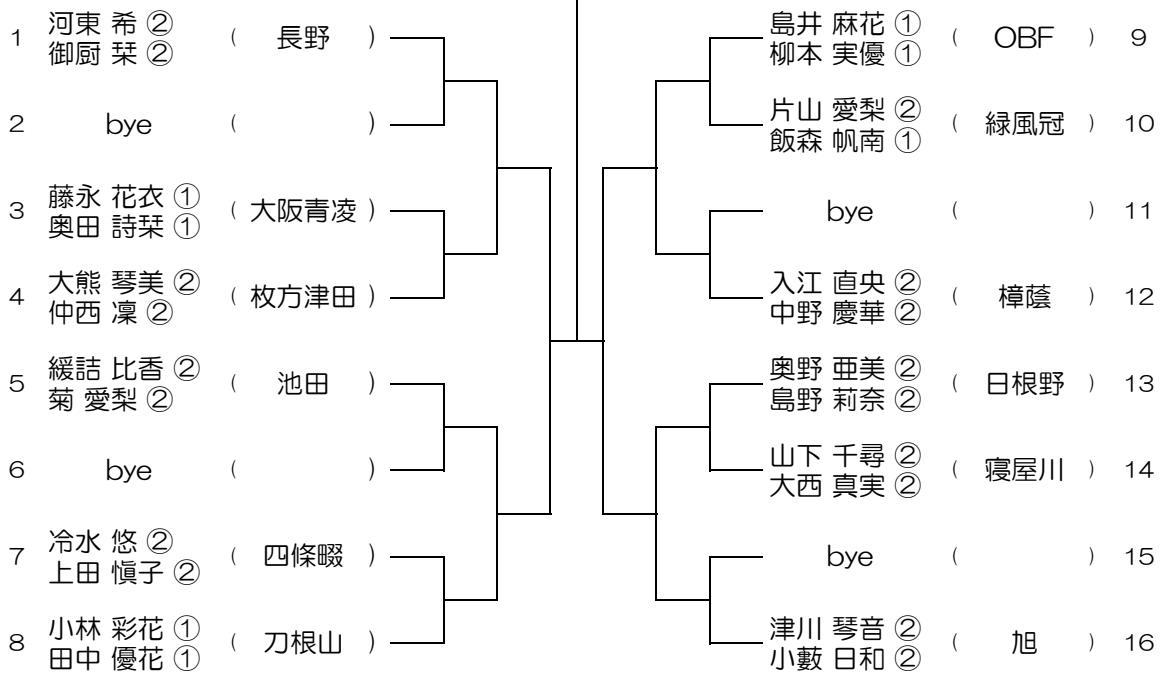 1 河東 希 ② ( 長野 )
御厨 栞 ②
2 bye ( )
3 藤永 花衣 ① ( 大阪青凌 )
奥田 詩栞 ①
4 大熊 琴美 ② ( 枚方津田 )
仲西 凜 ②
5 緩詰 比香 ② ( 池田 )
菊 愛梨 ②
6 bye ( )
7 冷水 悠 ② ( 四條畷 )
上田 愼子 ②
8 小林 彩花 ① ( 刀根山 )
田中 優花 ①
島井 麻花 ① ( OBF ) 9
柳本 実優 ①
片山 愛梨 ② ( 緑風冠 ) 10
飯森 帆南 ①
bye ( ) 11
入江 直央 ② ( 樟蔭 ) 12
中野 慶華 ②
奥野 亜美 ② ( 日根野 ) 13
島野 莉奈 ②
山下 千尋 ② ( 寝屋川 ) 14
大西 真実 ②
bye ( ) 15
津川 琴音 ② ( 旭 ) 16
小藪 日和 ②